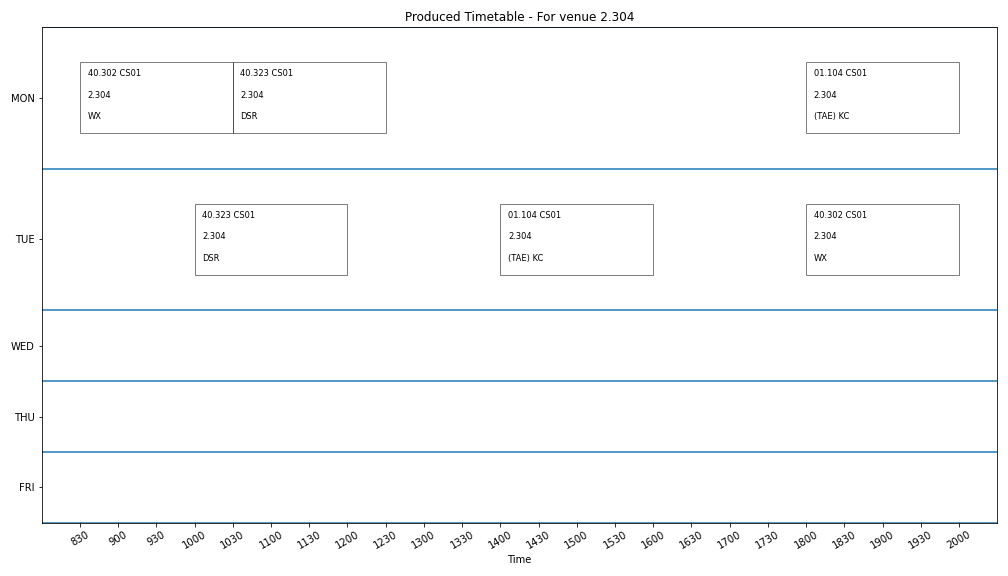 Produced Timetable - For venue 2.304
MON
40.302 CS01
2.304
WX
40.323 CS01
2.304
DSR
01.104 CS01
2.304
(TAE) KC
TUE
40.323 CS01
2.304
DSR
01.104 CS01
2.304
(TAE) KC
40.302 CS01
2.304
WX
WED
THU
FRI
830 900 930 1000 1030 1100 1130 1200 1230 1300 1330 1400 1430 1500 1530 1600 1630 1700 1730 1800 1830 1900 1930 2000
Time